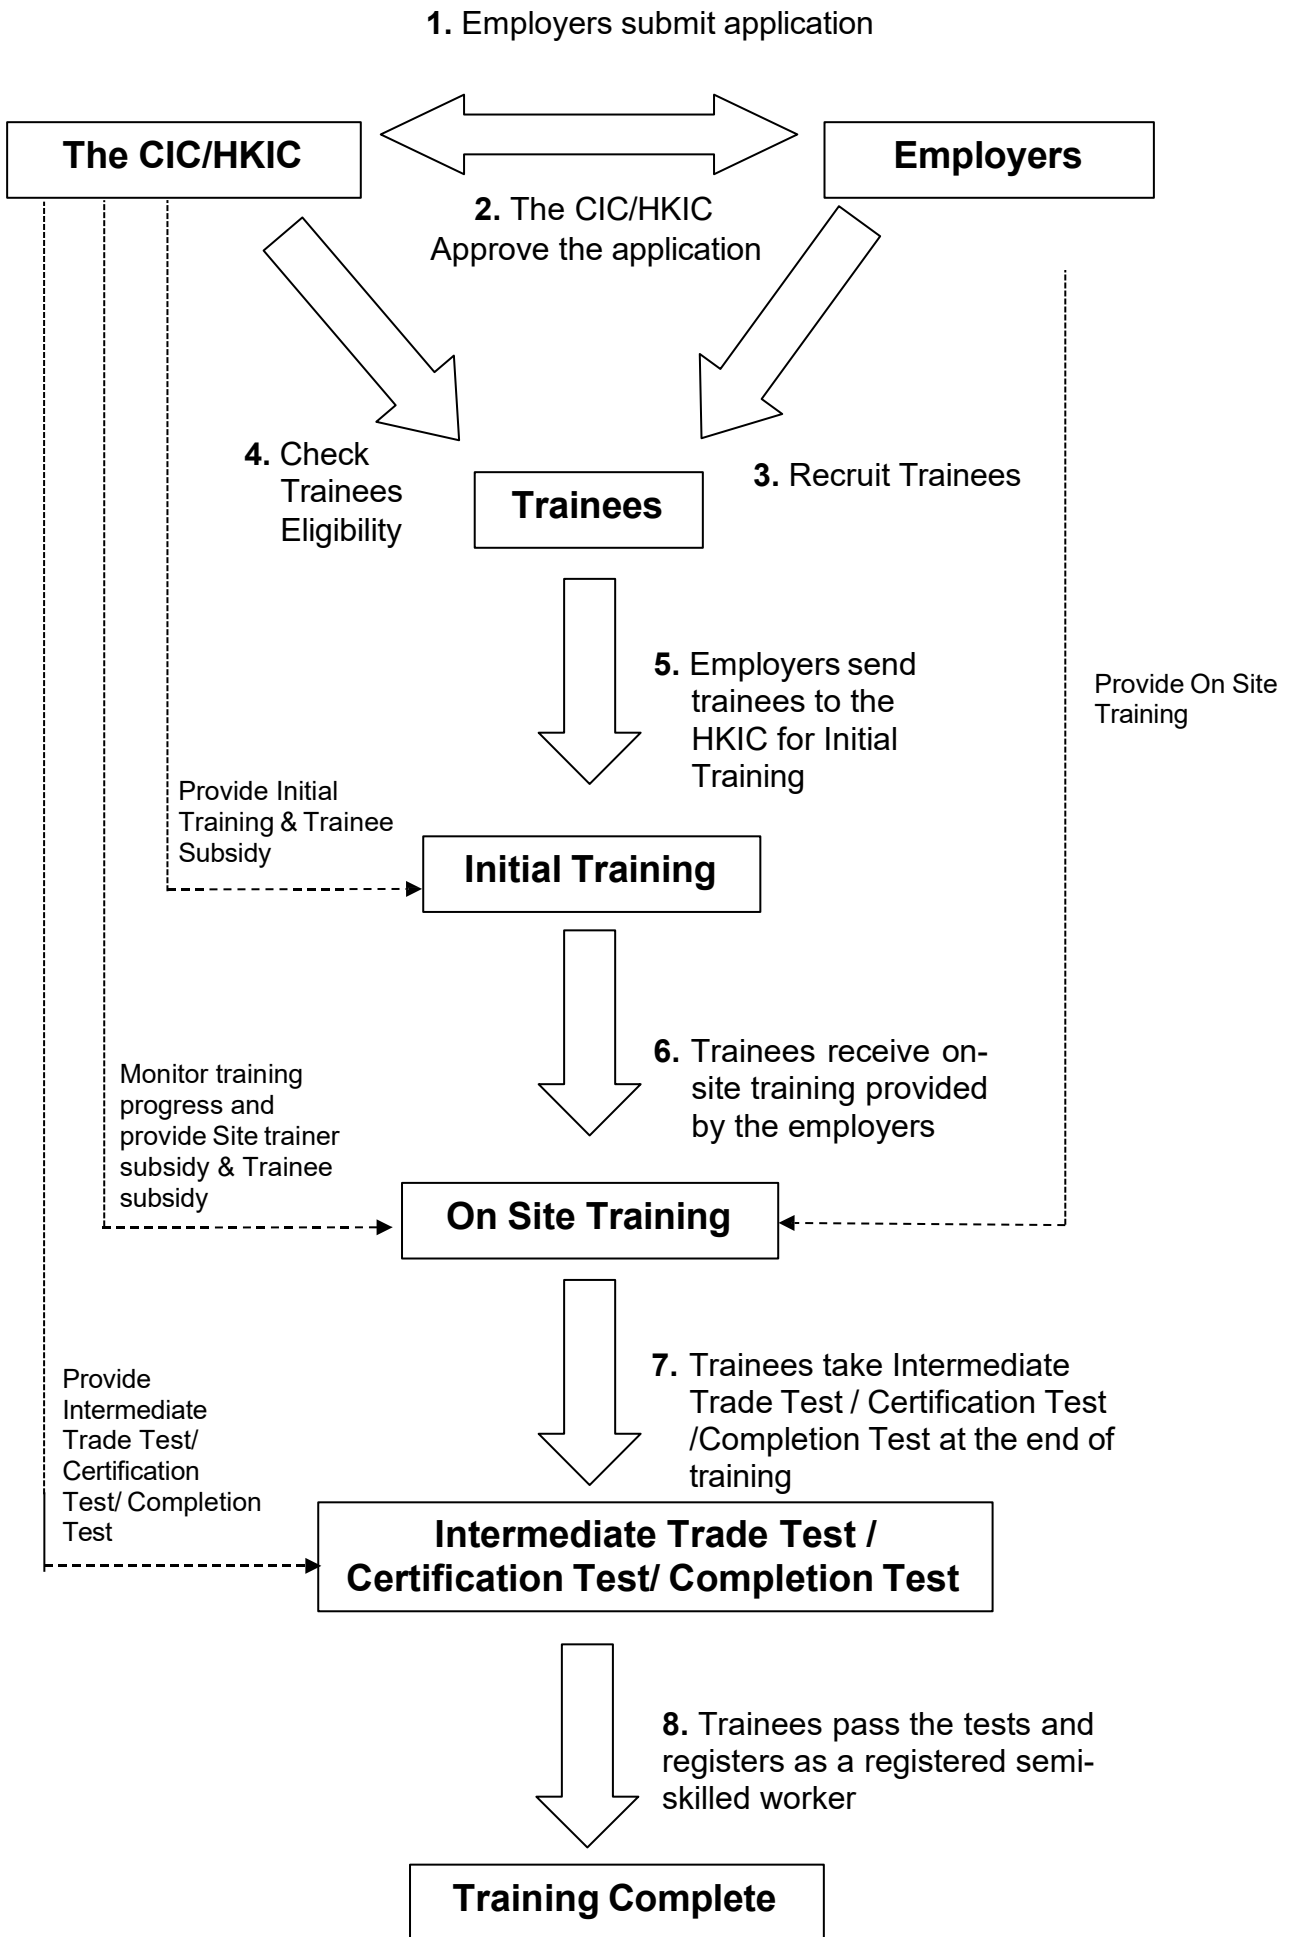 1. Employers submit application
The CIC/HKIC
Employers
2. The CIC/HKIC
Approve the application
4. Check
Trainees
Eligibility
3. Recruit Trainees
Trainees
5. Employers send
trainees to the
HKIC for Initial
Training
Provide On Site
Training
Provide Initial
Training & Trainee
Subsidy
Initial Training
6. Trainees receive on-
site training provided
by the employers
Monitor training
progress and
provide Site trainer
subsidy & Trainee
subsidy
On Site Training
7. Trainees take Intermediate
Trade Test / Certification Test
/Completion Test at the end of
training
Provide
Intermediate
Trade Test/
Certification
Test/ Completion
Test
Intermediate Trade Test /
Certification Test/ Completion Test
8. Trainees pass the tests and
registers as a registered semi-
skilled worker
Training Complete